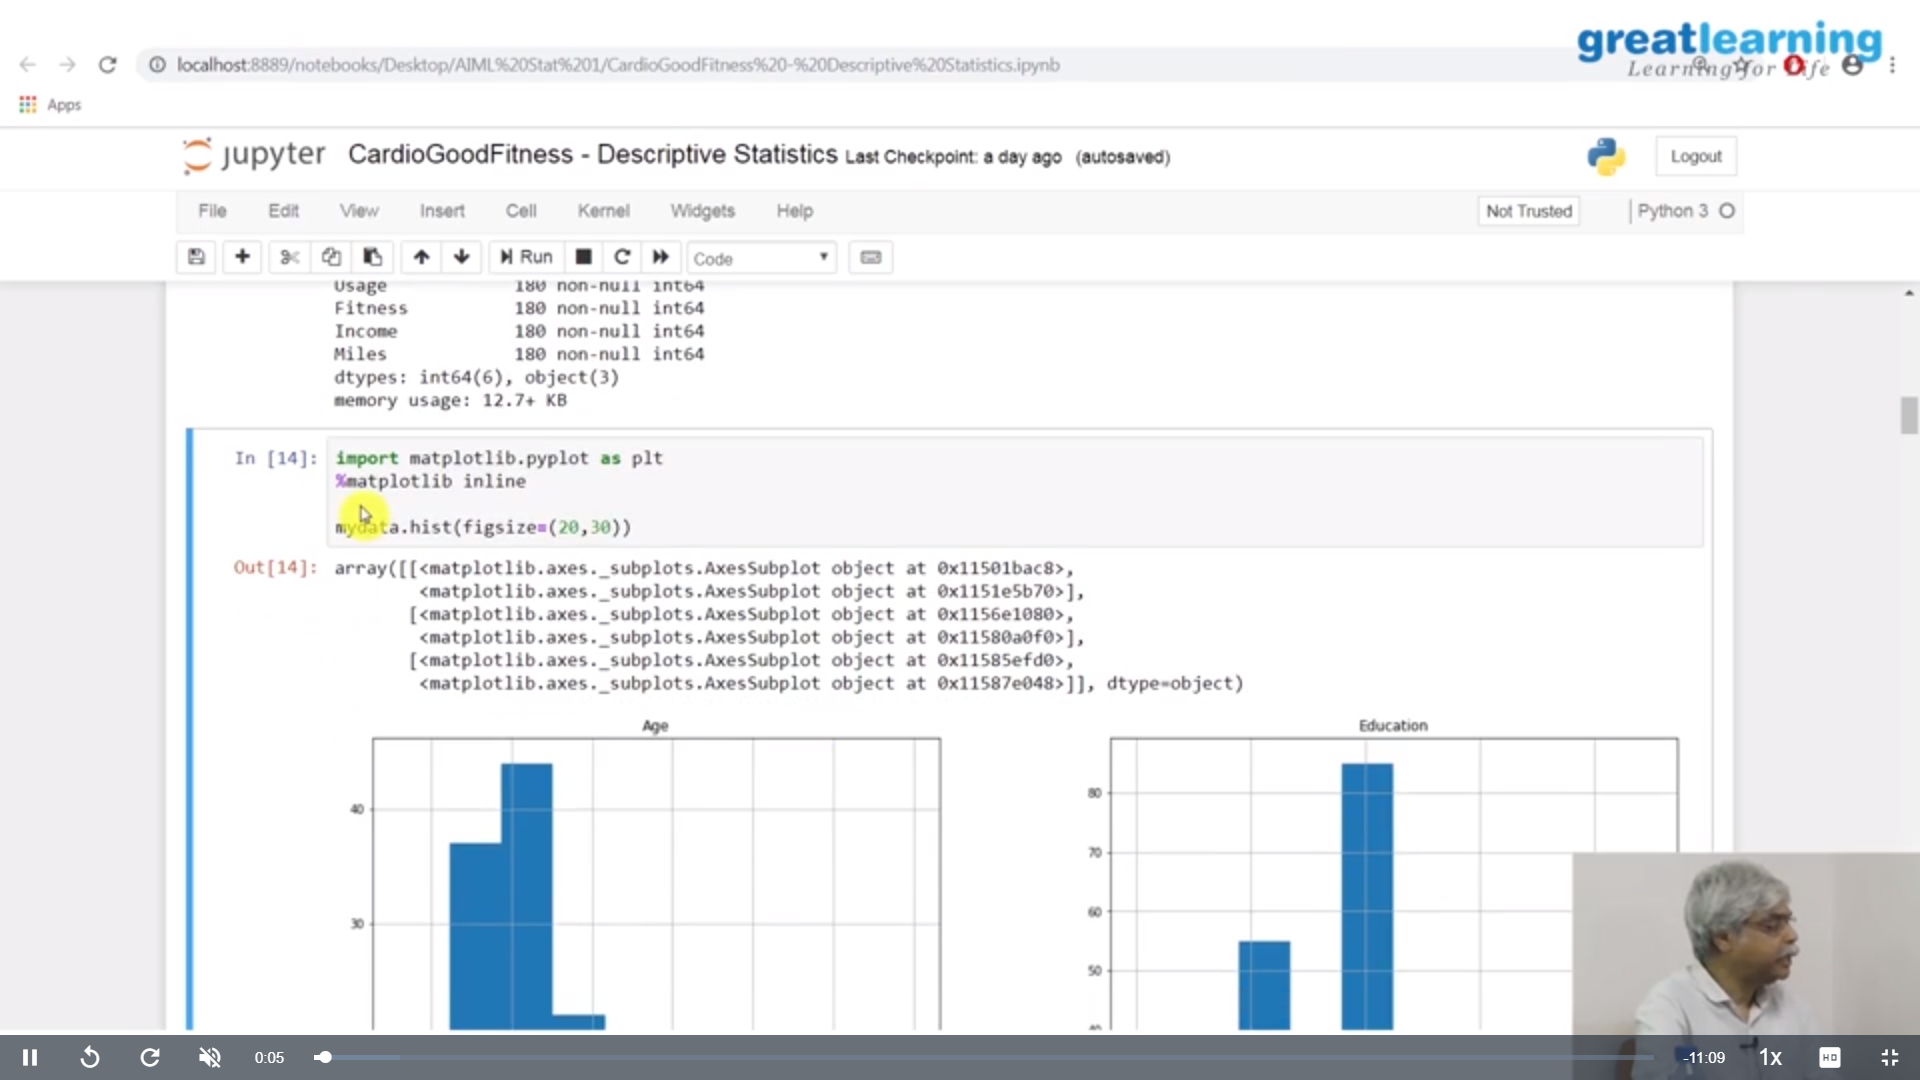 greatlearning
Learning for Life
localhost:8889/notebooks/Desktop/AIML%20Stat%201/CardioGoodFitness%20-%20Descriptive%20Statistics.ipynb
Apps
jupyter CardioGoodFitness - Descriptive Statistics Last Checkpoint: a day ago (autosaved)
Logout
File Edit View Insert Cell Kernel Widgets Help
Not Trusted
Python 3
Run
Code
Usage 180 non-null int64
Fitness 180 non-null int64
Income 180 non-null int64
Miles 180 non-null int64
dtypes: int64(6), object(3)
memory usage: 12.7+ KB
In [14]: import matplotlib.pyplot as plt
%matplotlib inline
mydata.hist(figsize=(20,30))
Out[14]: array([[<matplotlib.axes._subplots.AxesSubplot object at 0x11501bac8>,
<matplotlib.axes._subplots.AxesSubplot object at 0x1151e5b70>],
[<matplotlib.axes._subplots.AxesSubplot object at 0x1156e1080>,
<matplotlib.axes._subplots.AxesSubplot object at 0x11580a0f0>],
[<matplotlib.axes._subplots.AxesSubplot object at 0x11585efd0>,
<matplotlib.axes._subplots.AxesSubplot object at 0x11587e048>]], dtype=object)
Age
40
30
Education
80
70
60
50
0:05
-11:09
1x
HD